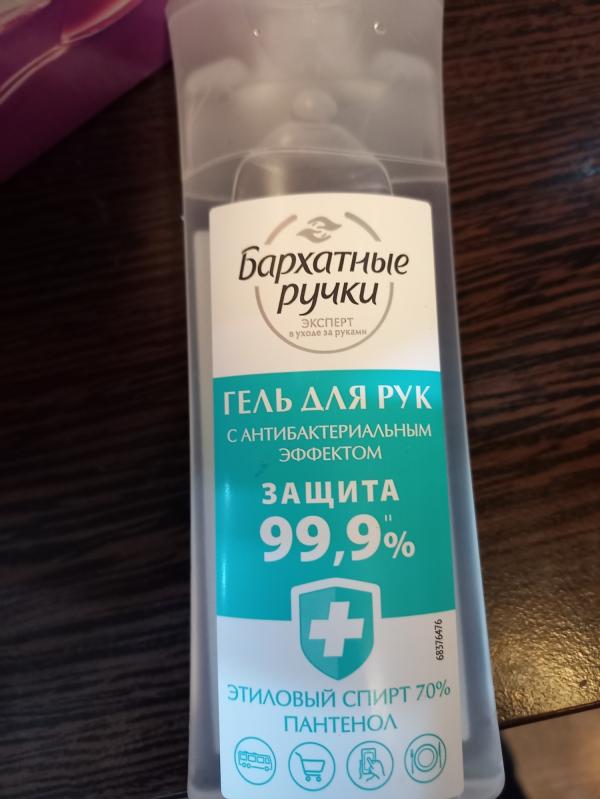 Бархатные
ручки
ЭКСПЕРТ
в уходе за руками
ГЕЛЬ ДЛЯ РУК
С АНТИБАКТЕРИАЛЬНЫМ
ЭФФЕКТОМ
ЗАЩИТА
99,9"%
68376476
ЭТИЛОВЫЙ СПИРТ 70%
ПАНТЕНОЛ